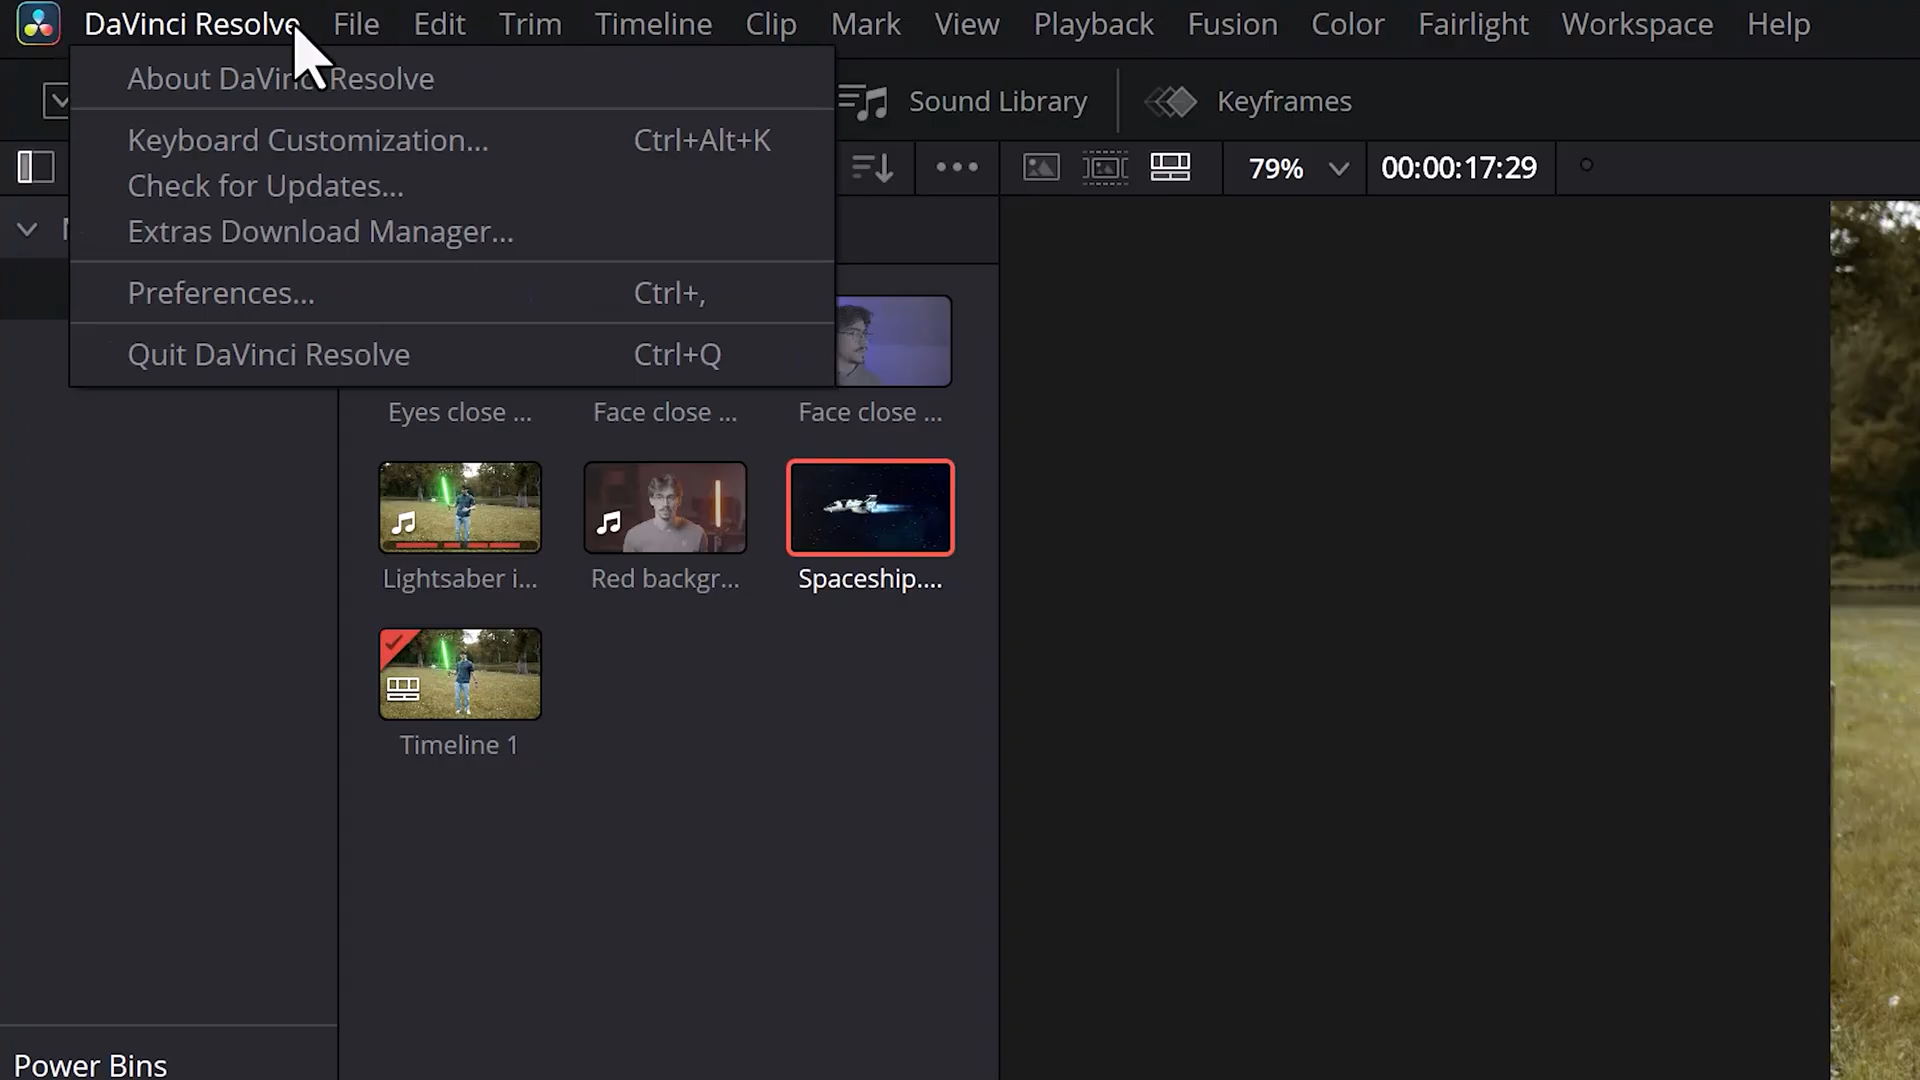 DaVinci Resolve File Edit Trim Timeline Clip Mark View Playback Fusion Color Fairlight Workspace Help
About DaVinci Resolve
Sound Library Keyframes
Keyboard Customization... Ctrl+Alt+K
79% 00:00:17:29
Check for Updates...
Extras Download Manager...
Preferences... Ctrl+,
Quit DaVinci Resolve Ctrl+Q
Eyes close ... Face close ... Face close ...
Lightsaber i... Red backgr... Spaceship....
Timeline 1
Power Bins